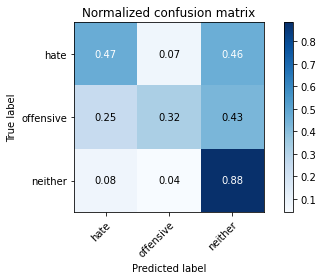 Normalized confusion matrix
True label
hate 0.47 0.07 0.46
offensive 0.25 0.32 0.43
neither 0.08 0.04 0.88
hate offensive neither
Predicted label
0.8
0.7
0.6
0.5
0.4
0.3
0.2
0.1